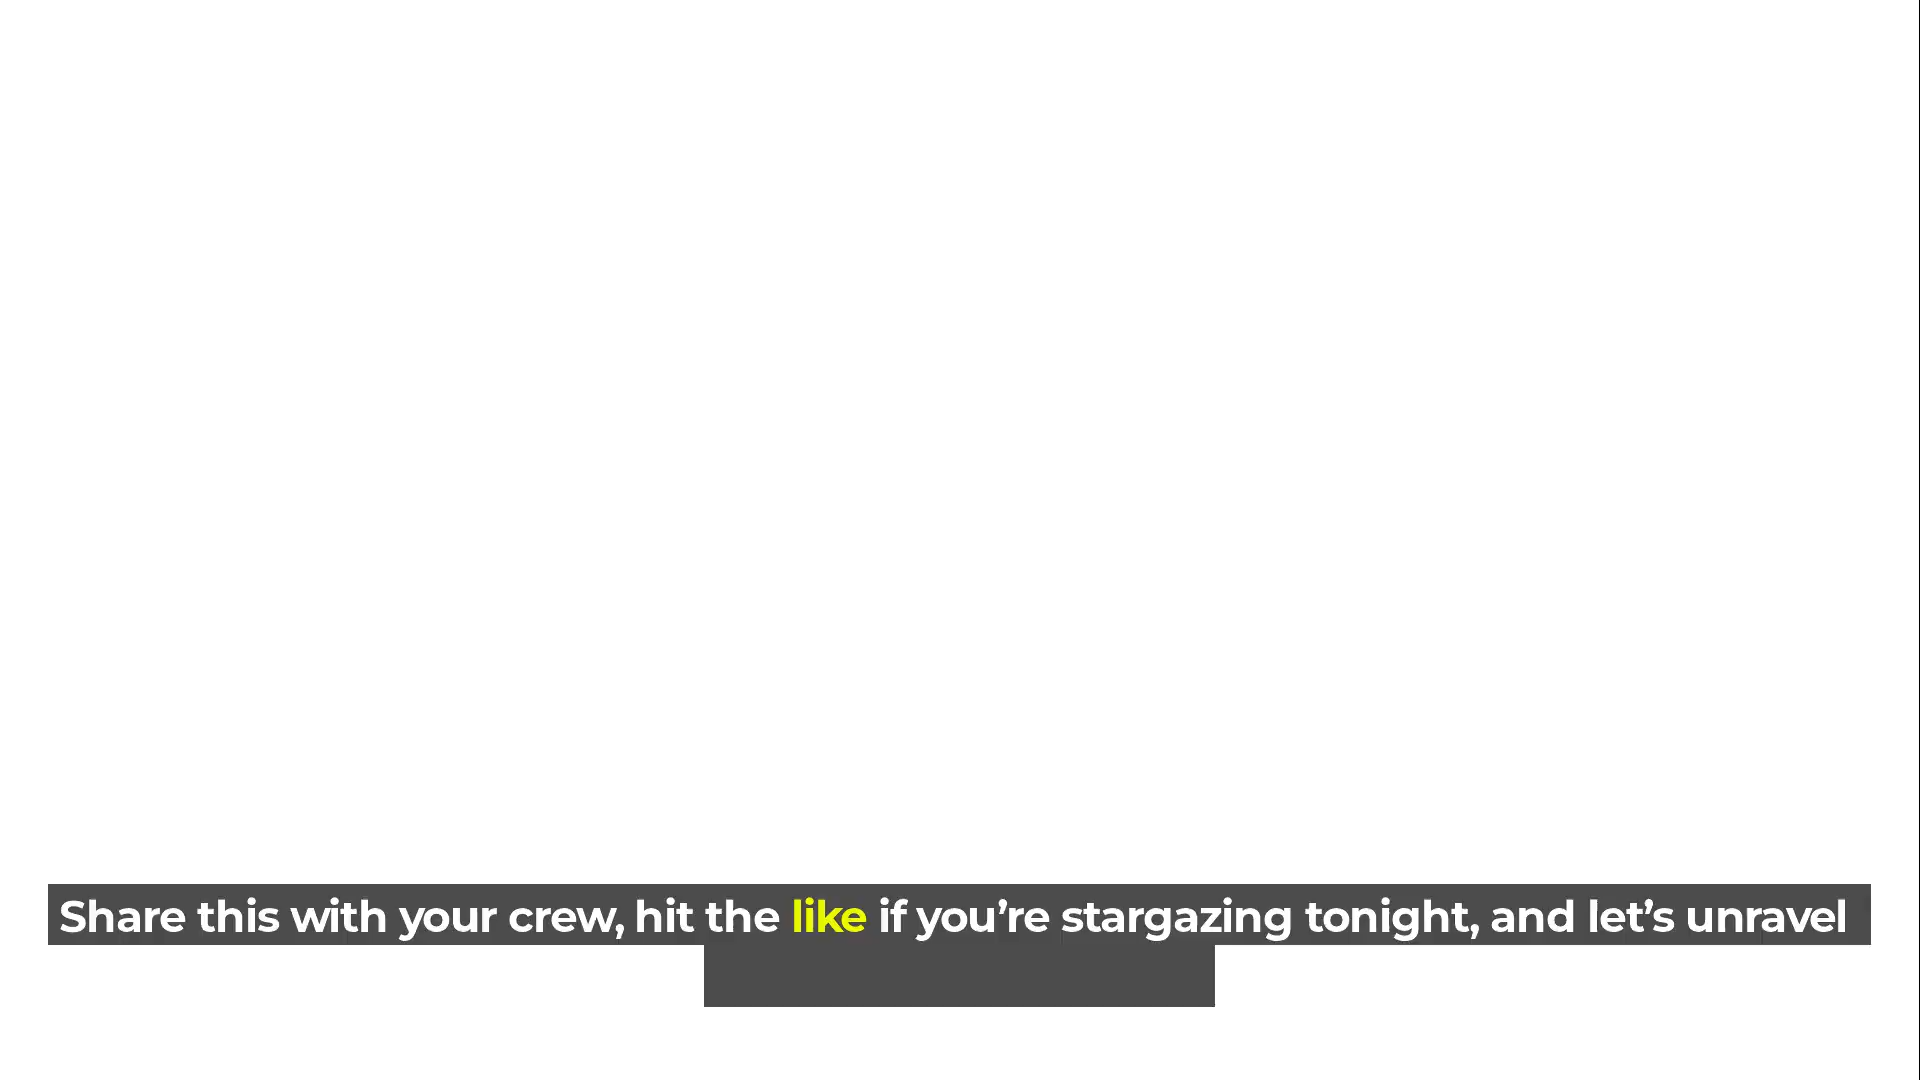 Share this with your crew, hit the like if you’re stargazing tonight, and let’s unravel